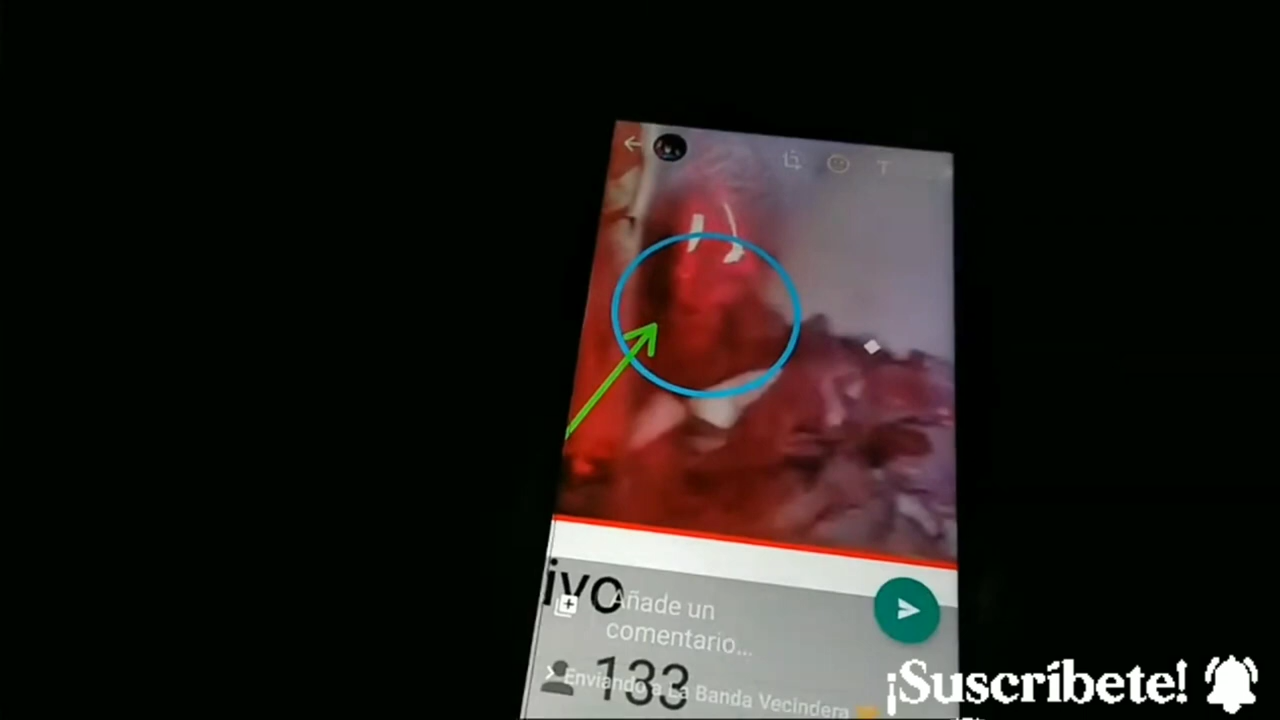 T
ivo
Añade un
comentario...
133
Enviando a La Banda Vecindera
¡Suscríbete!